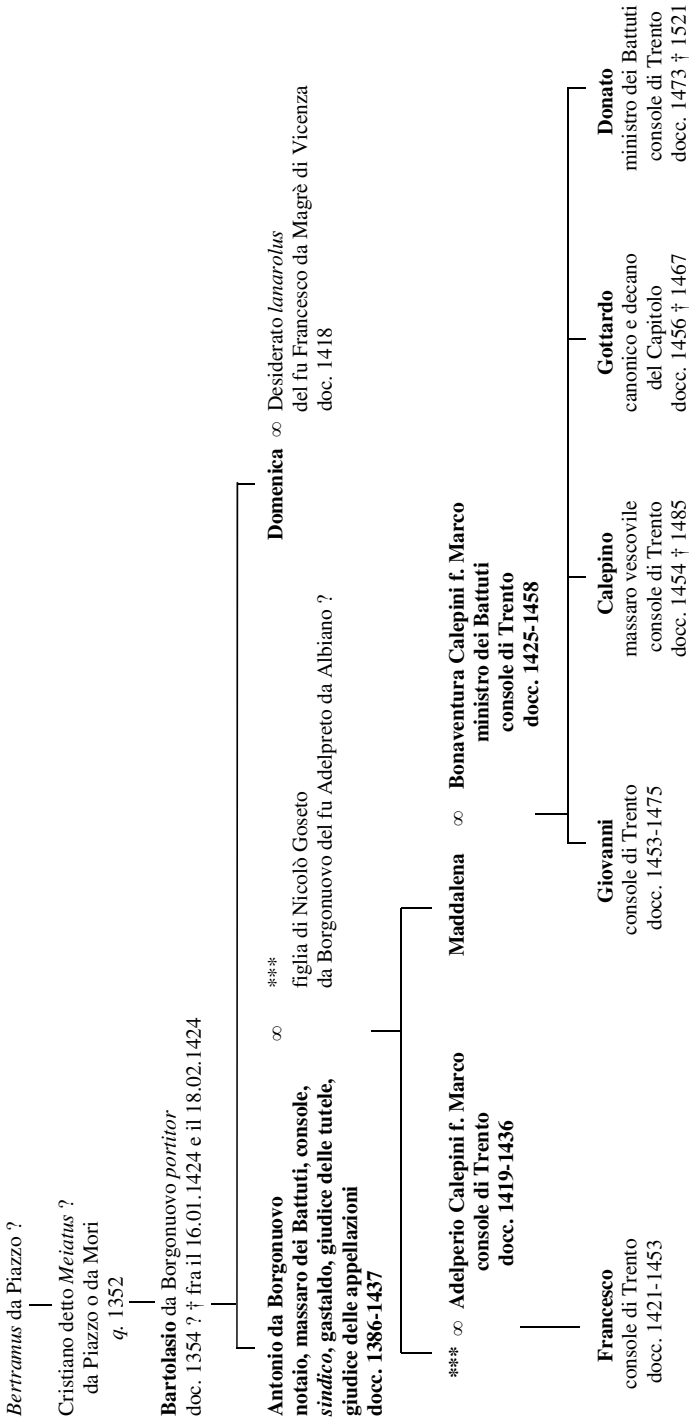 Bertramus da Piazzo ?
Cristiano detto Meiatus ?
da Piazzo o da Mori
q. 1352
Bartolasio da Borgonuovo portitor
doc. 1354 ? † fra il 16.01.1424 e il 18.02.1424
Antonio da Borgonuovo
notaio, massaro dei Battuti, console,
sindico, gastaldo, giudice delle tutele,
giudice delle appellazioni
docc. 1386-1437
∞
***
figlia di Nicolò Goseto
da Borgonuovo del fu Adelpreto da Albiano ?
Domenica ∞ Desiderato lanarolus
del fu Francesco da Magrè di Vicenza
doc. 1418
*** ∞ Adelperio Calepini f. Marco
console di Trento
docc. 1419-1436
Maddalena ∞ Bonaventura Calepini f. Marco
ministro dei Battuti
console di Trento
docc. 1425-1458
Francesco
console di Trento
docc. 1421-1453
Giovanni
console di Trento
docc. 1453-1475
Calepino
massaro vescovile
console di Trento
docc. 1454 † 1485
Gottardo
canonico e decano
del Capitolo
docc. 1456 † 1467
Donato
ministro dei Battuti
console di Trento
docc. 1473 † 1521